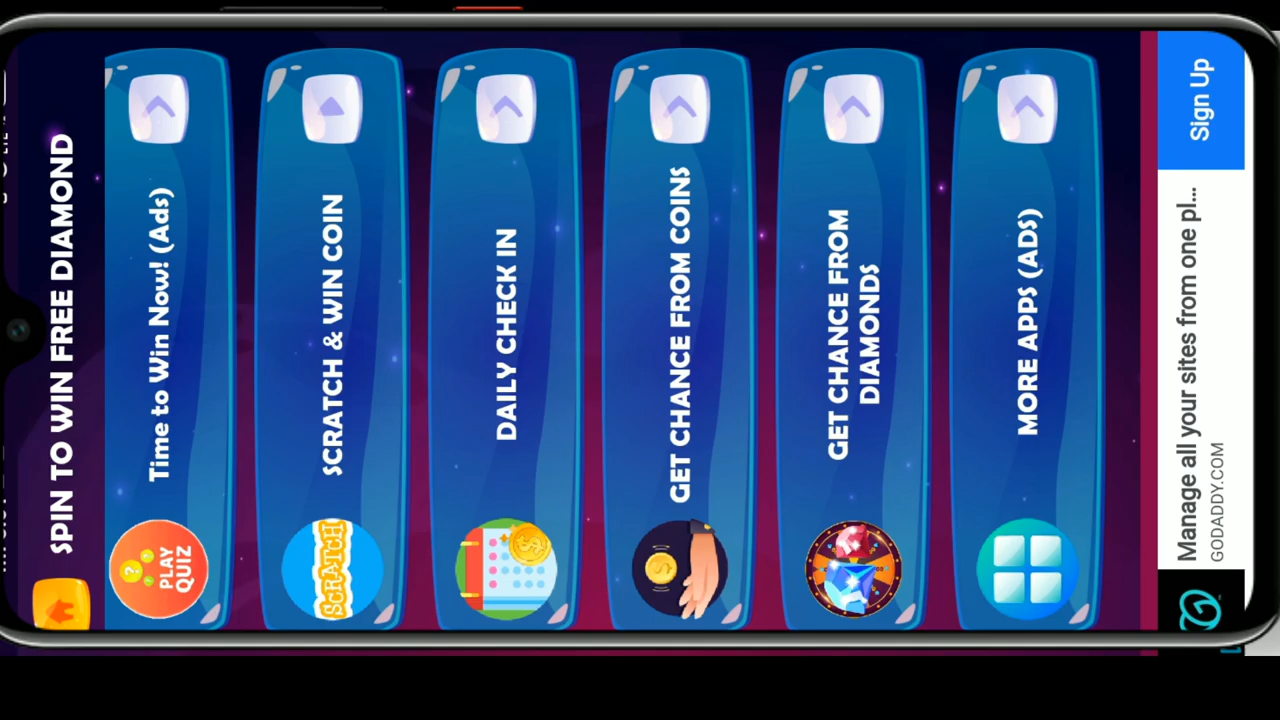 SPIN TO WIN FREE DIAMOND
PLAY
QUIZ
Time to Win Now! (Ads)
SCRATCH
SCRATCH & WIN COIN
DAILY CHECK IN
GET CHANCE FROM COINS
GET CHANCE FROM
DIAMONDS
MORE APPS (ADS)
Manage all your sites from one pl...
GODADDY.COM
Sign Up